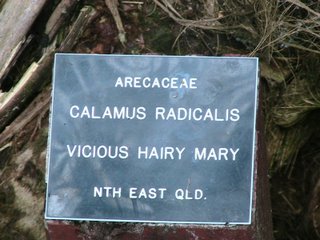 ARECACEAE
CALAMUS RADICALIS
VICIOUS HAIRY MARY
NTH EAST QLD.